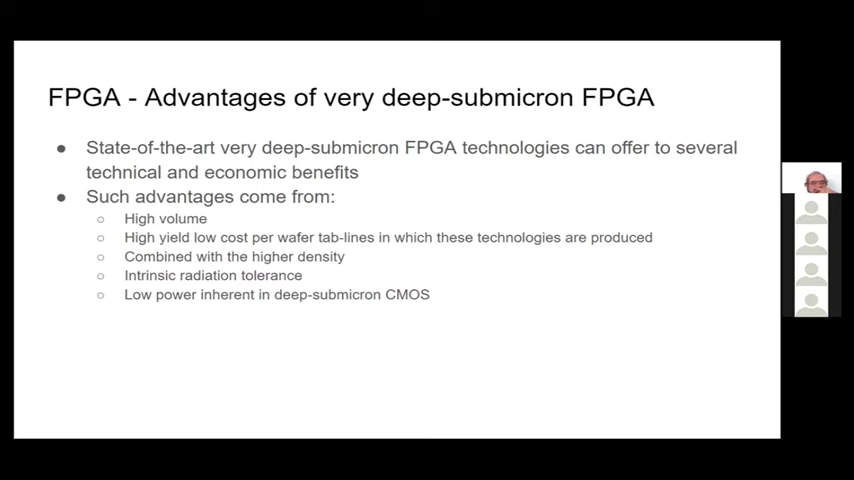 FPGA - Advantages of very deep-submicron FPGA
● State-of-the-art very deep-submicron FPGA technologies can offer to several
technical and economic benefits
● Such advantages come from:
○ High volume
○ High yield low cost per wafer tab-lines in which these technologies are produced
○ Combined with the higher density
○ Intrinsic radiation tolerance
○ Low power inherent in deep-submicron CMOS